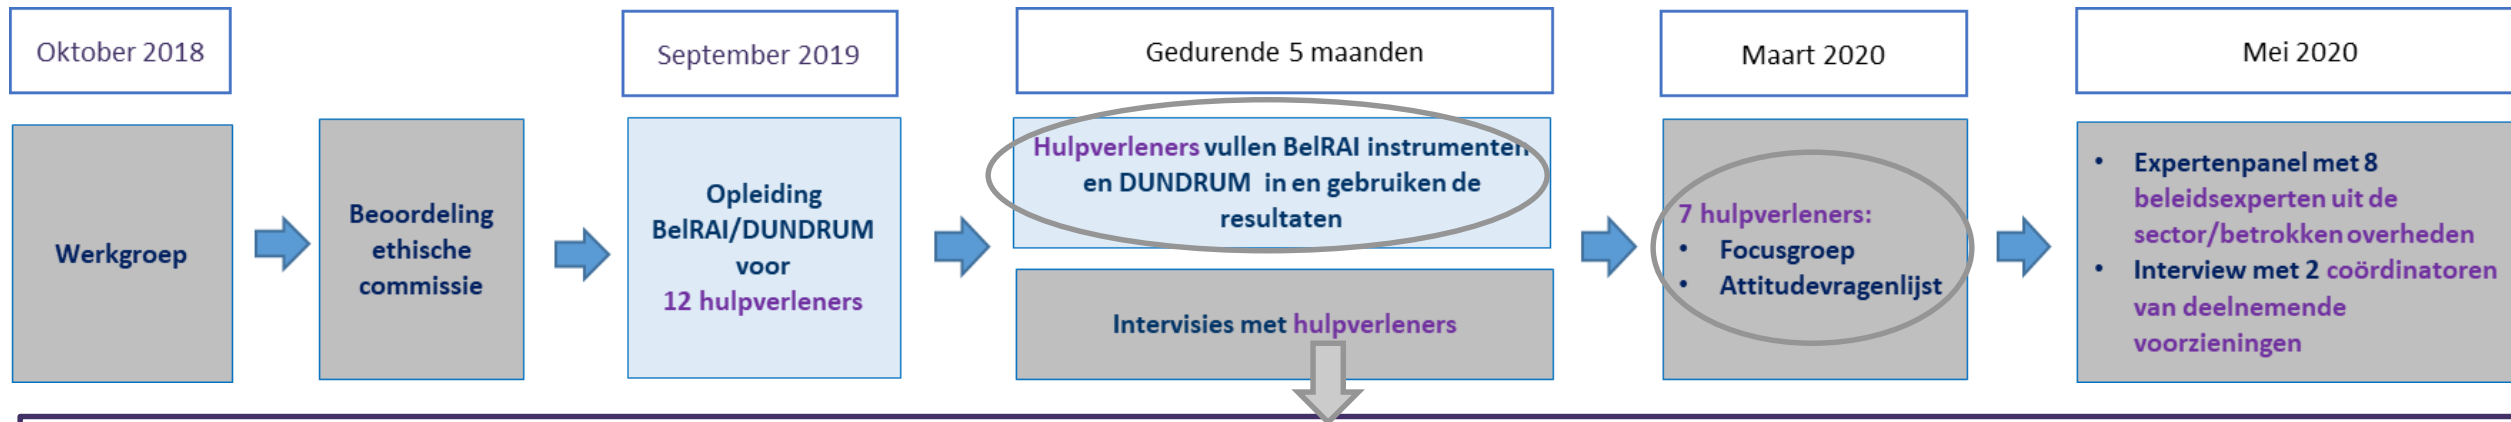 Oktober 2018
September 2019
Gedurende 5 maanden
Maart 2020
Mei 2020
Werkgroep
Beoordeling
ethische
commissie
Opleiding
BelRAI/DUNDRUM
voor
12 hulpverleners
Hulpverleners vullen BelRAI instrumenten
en DUNDRUM in en gebruiken de
resultaten
Intervisies met hulpverleners
7 hulpverleners:
• Focusgroep
• Attitudevragenlijst
• Expertenpanel met 8
beleidsexperten uit de
sector/betrokken overheden
• Interview met 2 coördinatoren
van deelnemende
voorzieningen